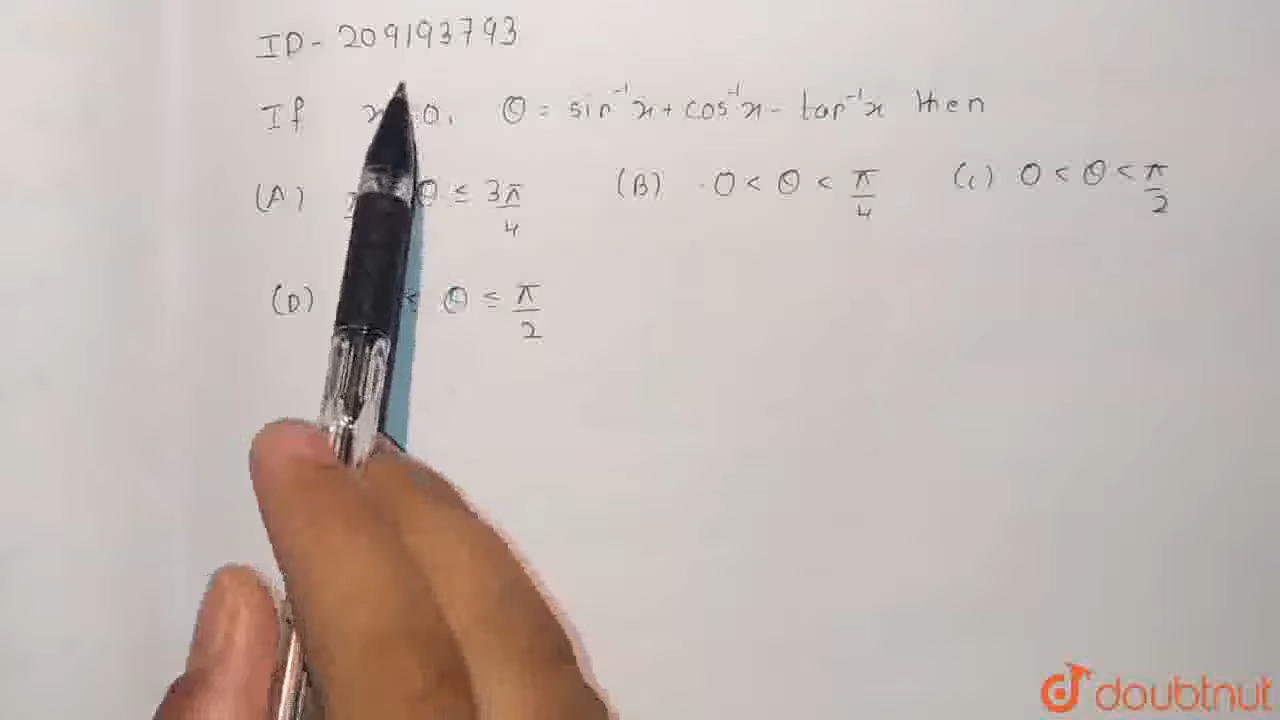 ID - 209193793
If x 0, θ = sin⁻¹x + cos⁻¹x - tan⁻¹x then
(A) θ ≤ 3π/4 (B) 0 < θ < π/4 (C) 0 < θ < π/2
(D) ≤ θ ≤ π/2
doubtnut